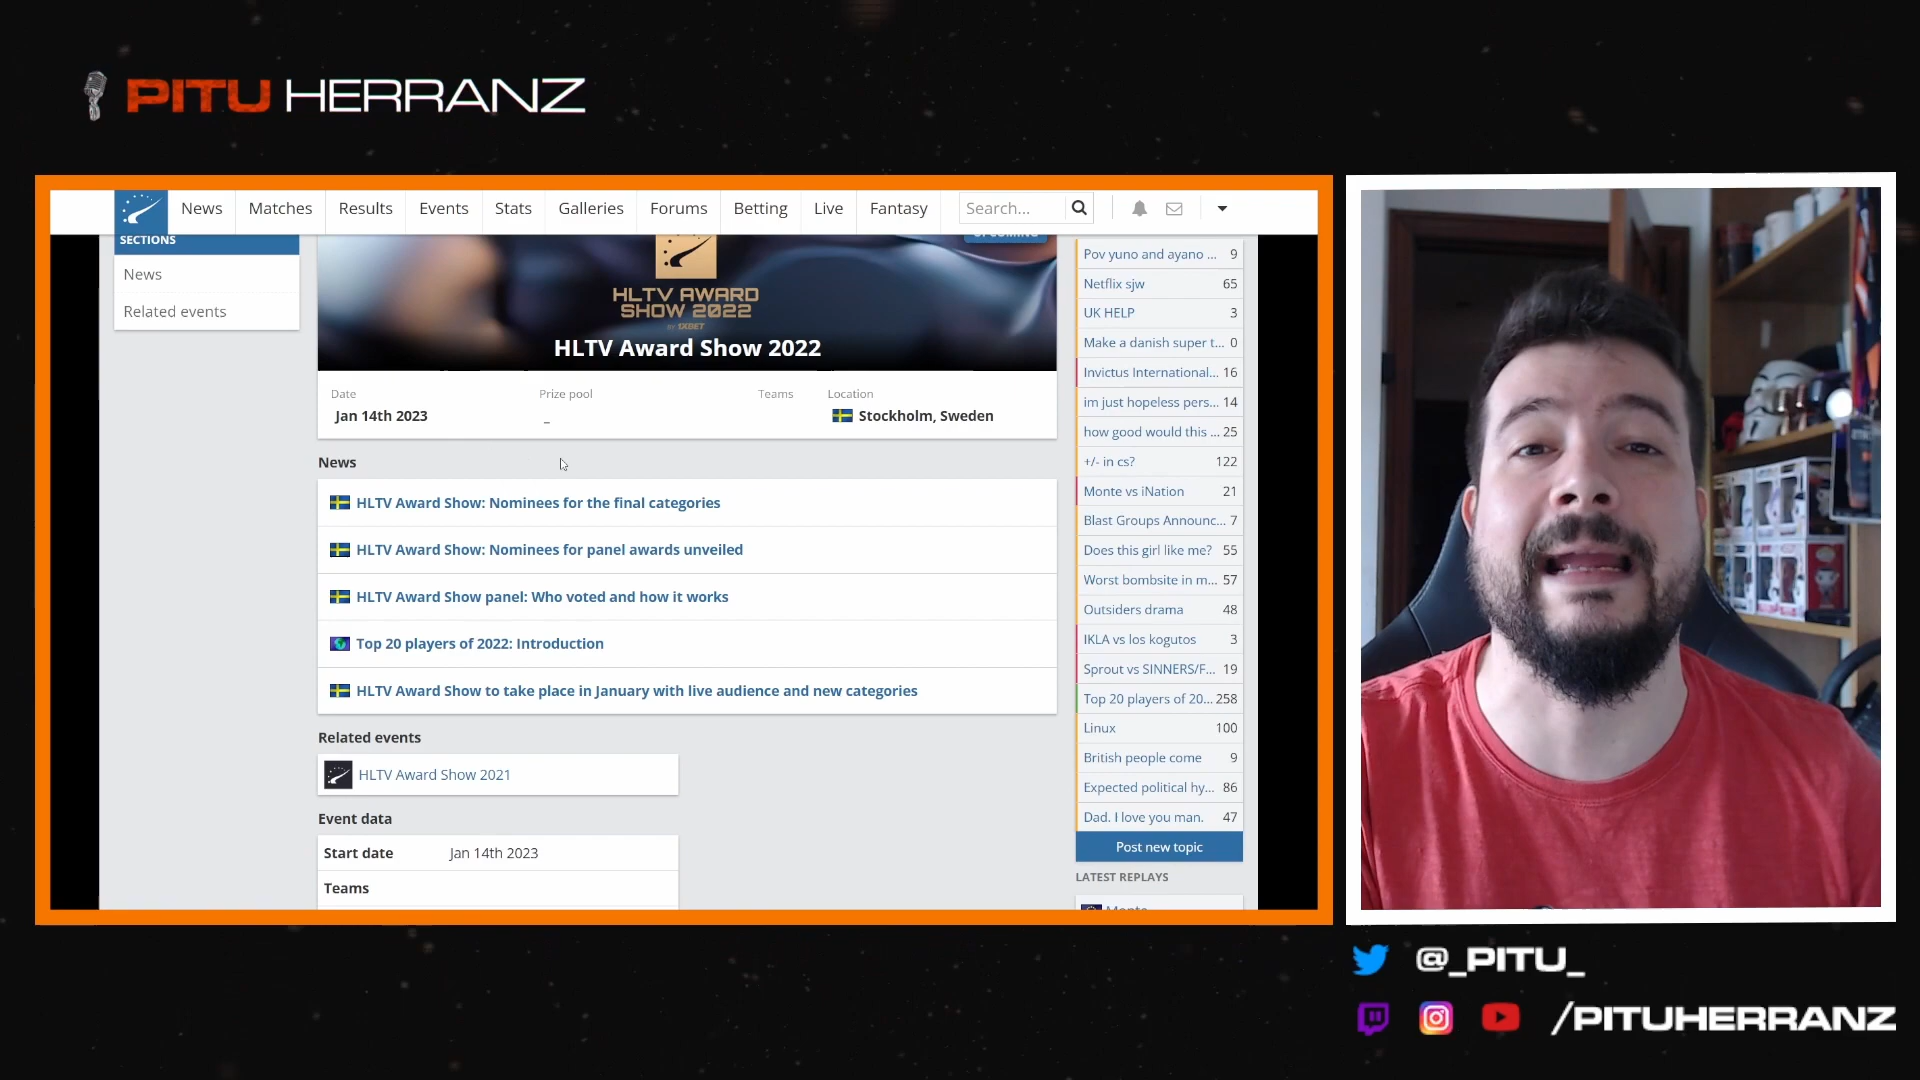 PITU HERRANZ
News Matches Results Events Stats Galleries Forums Betting Live Fantasy Search...
SECTIONS
News
Related events
UPCOMING
HLTV AWARD
SHOW 2022
BY 1XBET
HLTV Award Show 2022
Date Prize pool Teams Location
Jan 14th 2023 _ Stockholm, Sweden
News
HLTV Award Show: Nominees for the final categories
HLTV Award Show: Nominees for panel awards unveiled
HLTV Award Show panel: Who voted and how it works
Top 20 players of 2022: Introduction
HLTV Award Show to take place in January with live audience and new categories
Related events
HLTV Award Show 2021
Event data
Start date Jan 14th 2023
Teams
Pov yuno and ayano ... 9
Netflix sjw 65
UK HELP 3
Make a danish super t... 0
Invictus International... 16
im just hopeless pers... 14
how good would this ... 25
+/- in cs? 122
Monte vs iNation 21
Blast Groups Announc... 7
Does this girl like me? 55
Worst bombsite in m... 57
Outsiders drama 48
IKLA vs los kogutos 3
Sprout vs SINNERS/F... 19
Top 20 players of 20... 258
Linux 100
British people come 9
Expected political hy... 86
Dad. I love you man. 47
Post new topic
LATEST REPLAYS
Monte
@_PITU_
/PITUHERRANZ